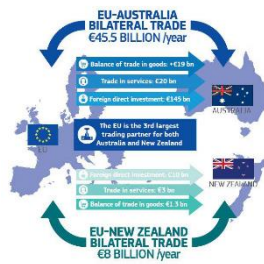 EU-AUSTRALIA
BILATERAL TRADE
€45.5 BILLION /year
Balance of trade in goods: +€19 bn
Trade in services: €20 bn
Foreign direct investment: €145 bn
AUSTRALIA
The EU is the 3rd largest
trading partner for both
Australia and New Zealand
EU
Foreign direct investment: €10 bn
NEW ZEALAND
Trade in services: €3 bn
Balance of trade in goods: €1.3 bn
EU-NEW ZEALAND
BILATERAL TRADE
€8 BILLION /year